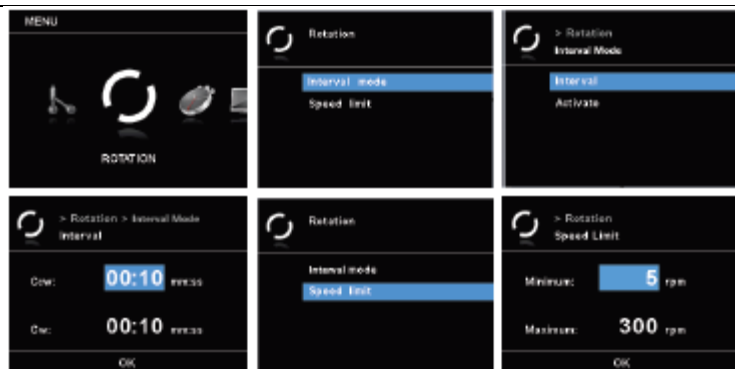 MENU
ROTATION
Rotation
Interval mode
Speed limit
> Rotation
Interval Mode
Interval
Activate
> Rotation > Interval Mode
Interval
Ccw: 00:10 mm:ss
Cw: 00:10 mm:ss
OK
Rotation
Interval mode
Speed limit
> Rotation
Speed Limit
Minimum: 5 rpm
Maximum: 300 rpm
OK